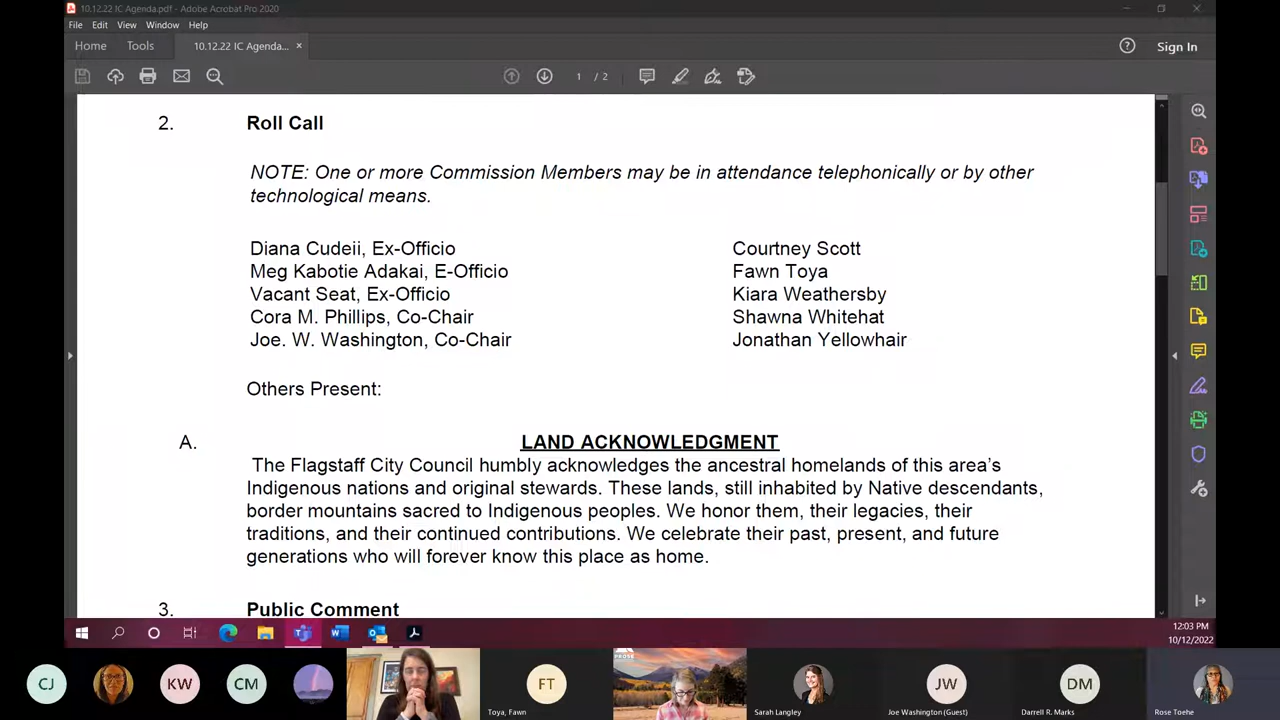 10.12.22 IC Agenda.pdf - Adobe Acrobat Pro 2020
File Edit View Window Help
Home Tools 10.12.22 IC Agenda... × Sign In
1 / 2
2. Roll Call
NOTE: One or more Commission Members may be in attendance telephonically or by other
technological means.
Diana Cudeii, Ex-Officio Courtney Scott
Meg Kabotie Adakai, E-Officio Fawn Toya
Vacant Seat, Ex-Officio Kiara Weathersby
Cora M. Phillips, Co-Chair Shawna Whitehat
Joe. W. Washington, Co-Chair Jonathan Yellowhair
Others Present:
A. LAND ACKNOWLEDGMENT
The Flagstaff City Council humbly acknowledges the ancestral homelands of this area's
Indigenous nations and original stewards. These lands, still inhabited by Native descendants,
border mountains sacred to Indigenous peoples. We honor them, their legacies, their
traditions, and their continued contributions. We celebrate their past, present, and future
generations who will forever know this place as home.
3. Public Comment
12:03 PM
10/12/2022
CJ KW CM FT JW DM
Toya, Fawn Sarah Langley Joe Washington (Guest) Darrell R. Marks Rose Toehe